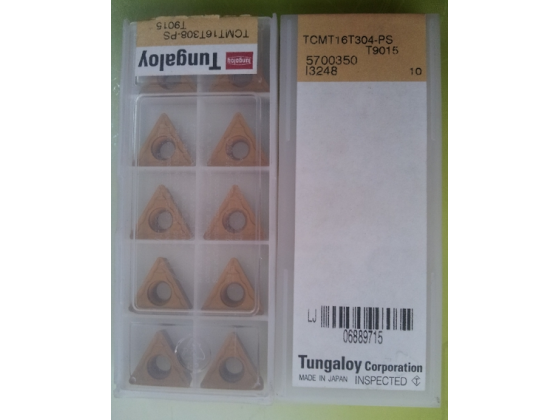 TCMT16T308-PS
T9015
Tungaloy
TCMT16T304-PS
T9015
5700350
I3248 10
LJ
06889715
Tungaloy Corporation
MADE IN JAPAN INSPECTED